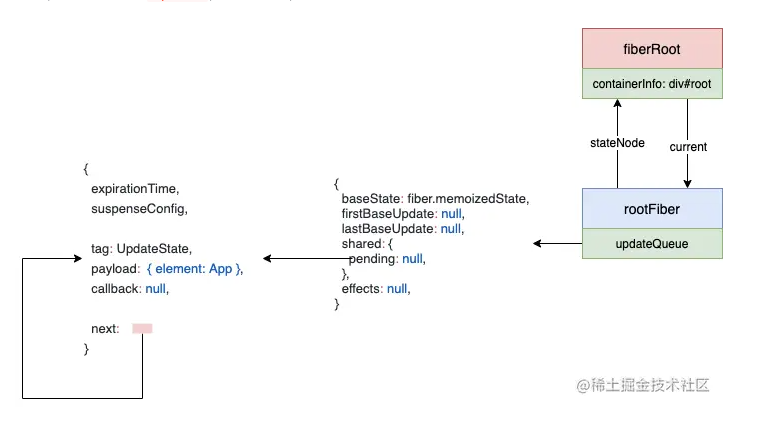 fiberRoot
containerInfo: div#root
stateNode
current
rootFiber
updateQueue
{
baseState: fiber.memoizedState,
firstBaseUpdate: null,
lastBaseUpdate: null,
shared: {
pending: null,
},
effects: null,
}
{
expirationTime,
suspenseConfig,
tag: UpdateState,
payload: { element: App },
callback: null,
next:
}
@稀土掘金技术社区